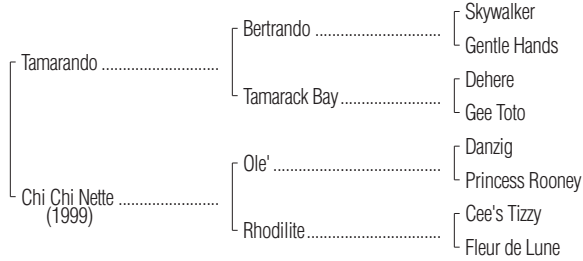 Skywalker
Bertrando
Gentle Hands
Tamarando
Dehere
Tamarack Bay
Gee Toto
Danzig
Ole'
Princess Rooney
Chi Chi Nette
(1999)
Cee's Tizzy
Rhodilite
Fleur de Lune